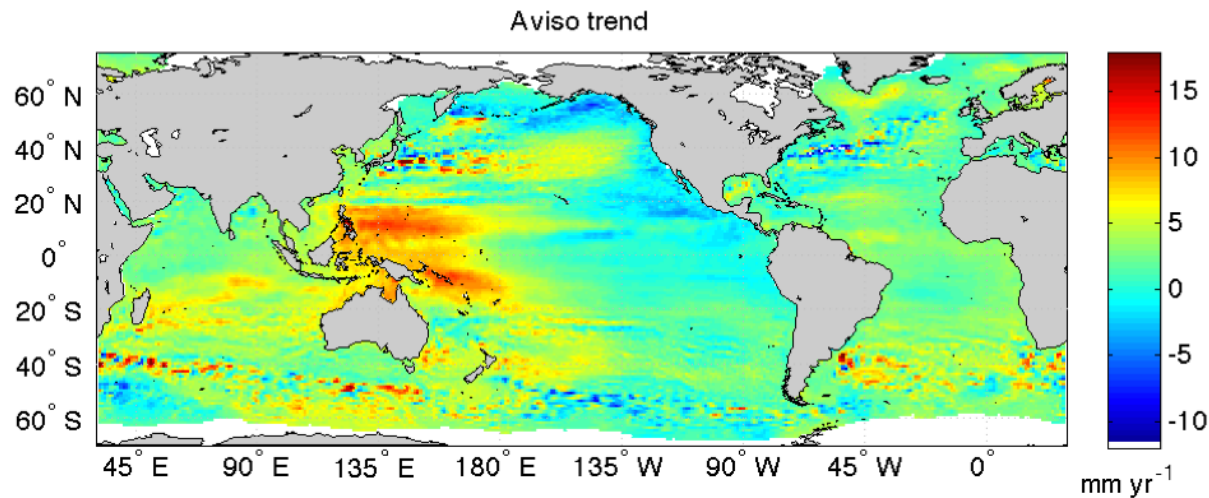 Aviso trend
60° N
40° N
20° N
0°
20° S
40° S
60° S
45° E
90° E
135° E
180° E
135° W
90° W
45° W
0°
15
10
5
0
-5
-10
mm yr⁻¹